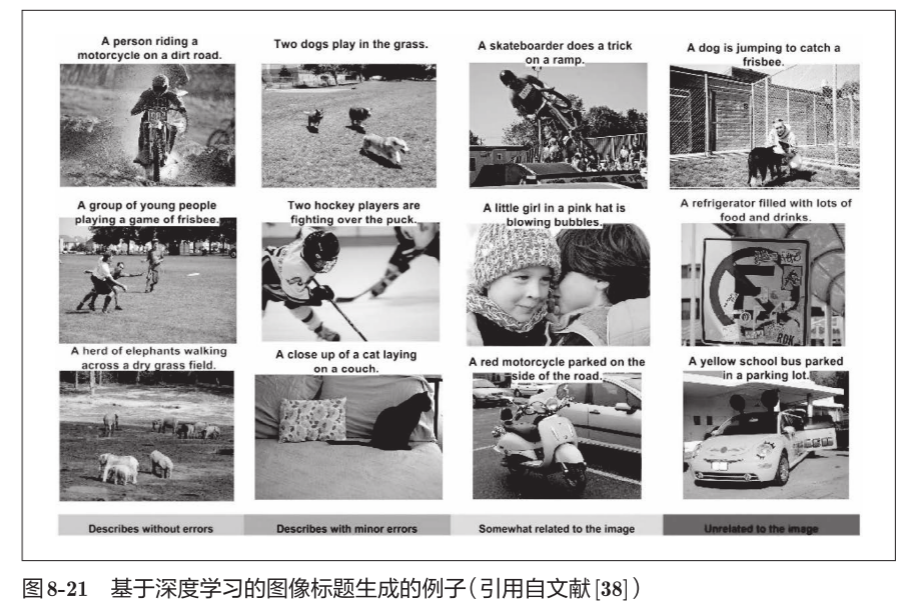 A person riding a
motorcycle on a dirt road.
Two dogs play in the grass.
A skateboarder does a trick
on a ramp.
A dog is jumping to catch a
frisbee.
A group of young people
playing a game of frisbee.
Two hockey players are
fighting over the puck.
A little girl in a pink hat is
blowing bubbles.
A refrigerator filled with lots of
food and drinks.
A herd of elephants walking
across a dry grass field.
A close up of a cat laying
on a couch.
A red motorcycle parked on the
side of the road.
A yellow school bus parked
in a parking lot.
Describes without errors
Describes with minor errors
Somewhat related to the image
Unrelated to the image
图8-21 基于深度学习的图像标题生成的例子（引用自文献[38]）